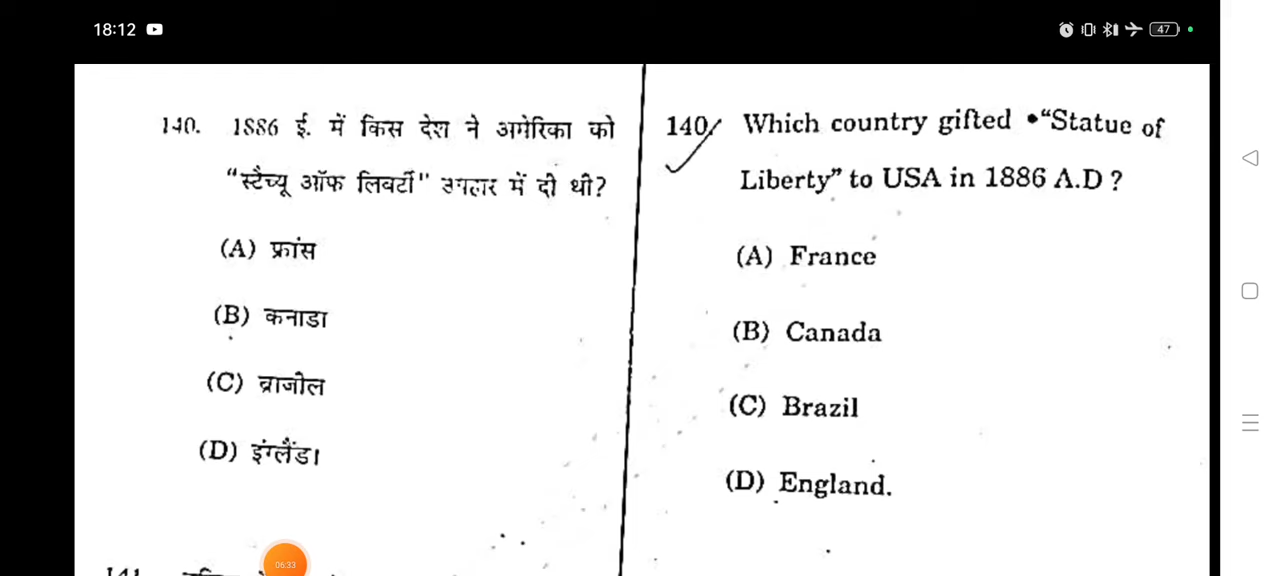 18:12
47
140. 1886 ई. में किस देश ने अमेरिका को
“स्टैच्यू ऑफ लिबर्टी” उपहार में दी थी?
(A) फ्रांस
(B) कनाडा
(C) ब्राजील
(D) इंग्लैंड।
140. Which country gifted “Statue of
Liberty” to USA in 1886 A.D ?
(A) France
(B) Canada
(C) Brazil
(D) England.
06:33